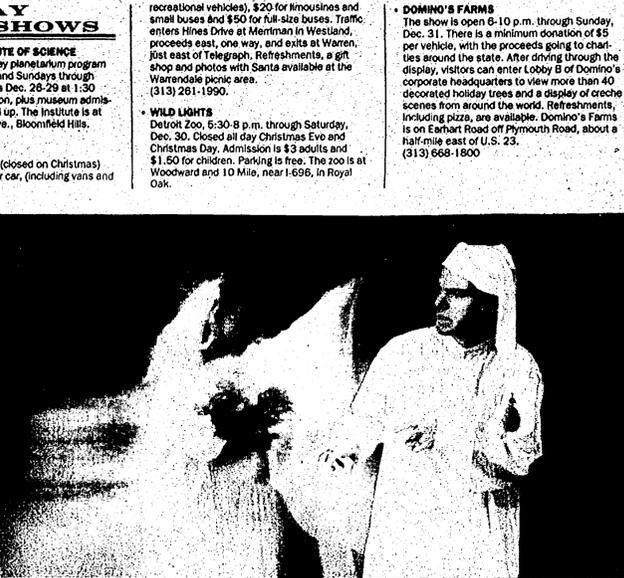 AY
SHOWS
TE OF SCIENCE
ey planetarium program
nd Sundays through
s Dec. 26-29 at 1:30
on, plus museum admis-
up. The Institute is at
ve., Bloomfield Hills.
(closed on Christmas)
r car, (including vans and
recreational vehicles), $20 for limousines and
small buses and $50 for full-size buses. Traffic
enters Hines Drive at Merriman in Westland,
proceeds east, one way, and exits at Warren,
just east of Telegraph. Refreshments, a gift
shop and photos with Santa available at the
Warrendale picnic area.
(313) 261-1990.
• WILD LIGHTS
Detroit Zoo, 5:30-8 p.m. through Saturday,
Dec. 30. Closed all day Christmas Eve and
Christmas Day. Admission is $3 adults and
$1.50 for children. Parking is free. The zoo is at
Woodward and 10 Mile, near I-696, in Royal
Oak.
• DOMINO'S FARMS
The show is open 6-10 p.m. through Sunday,
Dec. 31. There is a minimum donation of $5
per vehicle, with the proceeds going to chari-
ties around the state. After driving through the
display, visitors can enter Lobby B of Domino's
corporate headquarters to view more than 40
decorated holiday trees and a display of creche
scenes from around the world. Refreshments,
including pizza, are available. Domino's Farms
is on Earhart Road off Plymouth Road, about a
half-mile east of U.S. 23.
(313) 668-1800